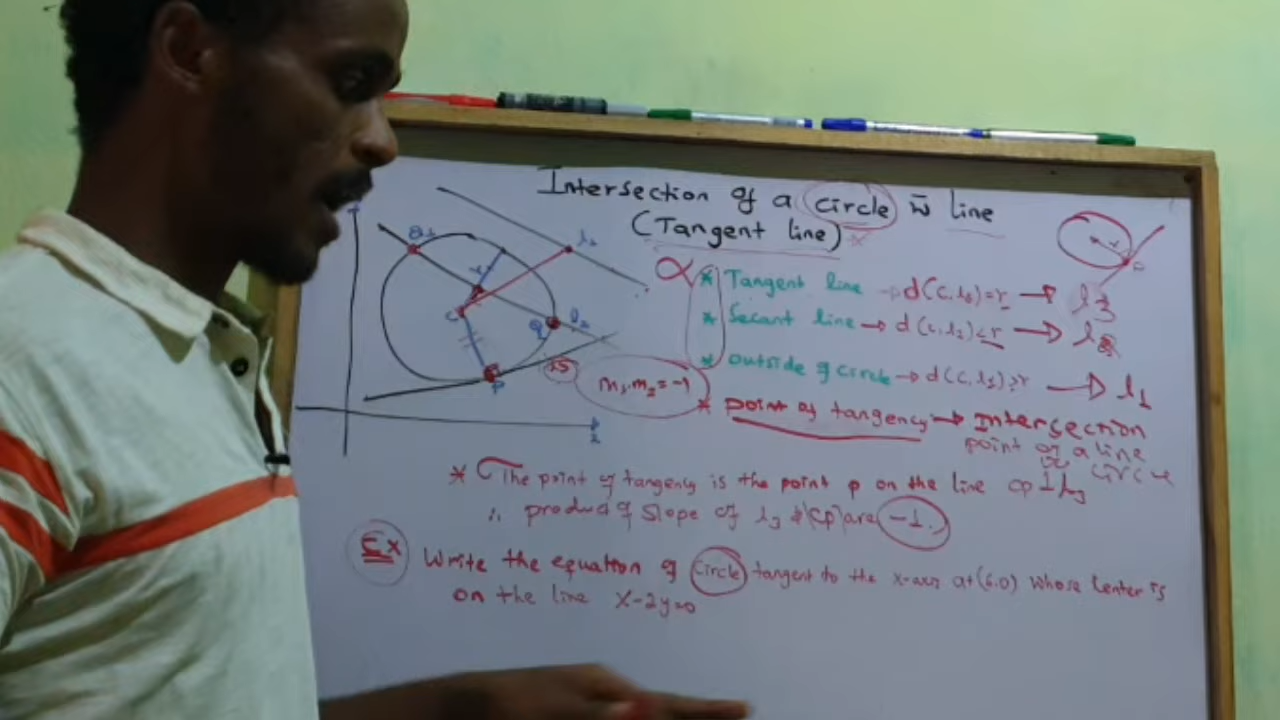 Intersection of a circle w̄ line
(Tangent line)
* Tangent line → d(C, l₃)=r → l₃
* Secant line → d(c, l₂)<r → l₂
* outside of circle → d(C, l₁)>r → l₁
m₁.m₂=-1
* point of tangency → Intersection
point of a line
w̄ circle
* The point of tangency is the point p on the line cp⊥l₃
∴ product of slope of l₃ & (cp) are -1.
Ex Write the equation of circle tangent to the x-axis at (6,0) whose center is
on the line x-2y=0
Q₂
r
C
Q
l₂
P
l₃
x
r